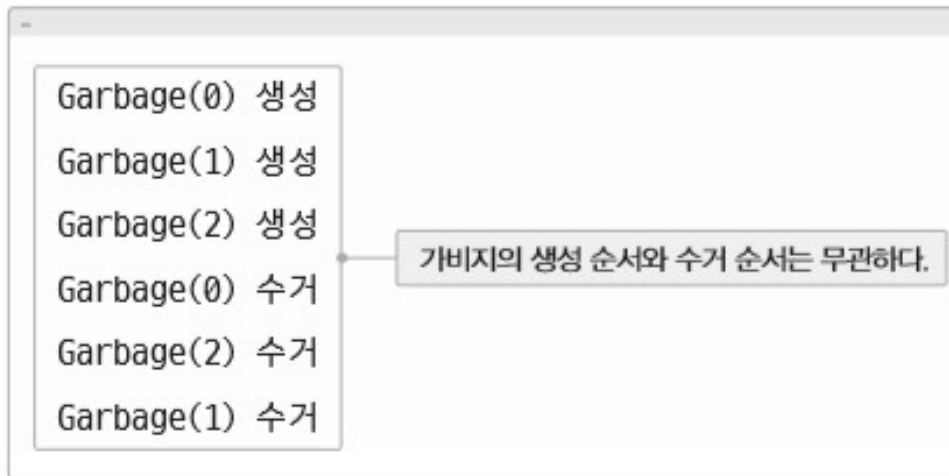 Garbage(0) 생성
Garbage(1) 생성
Garbage(2) 생성
Garbage(0) 수거
Garbage(2) 수거
Garbage(1) 수거
가비지의 생성 순서와 수거 순서는 무관하다.